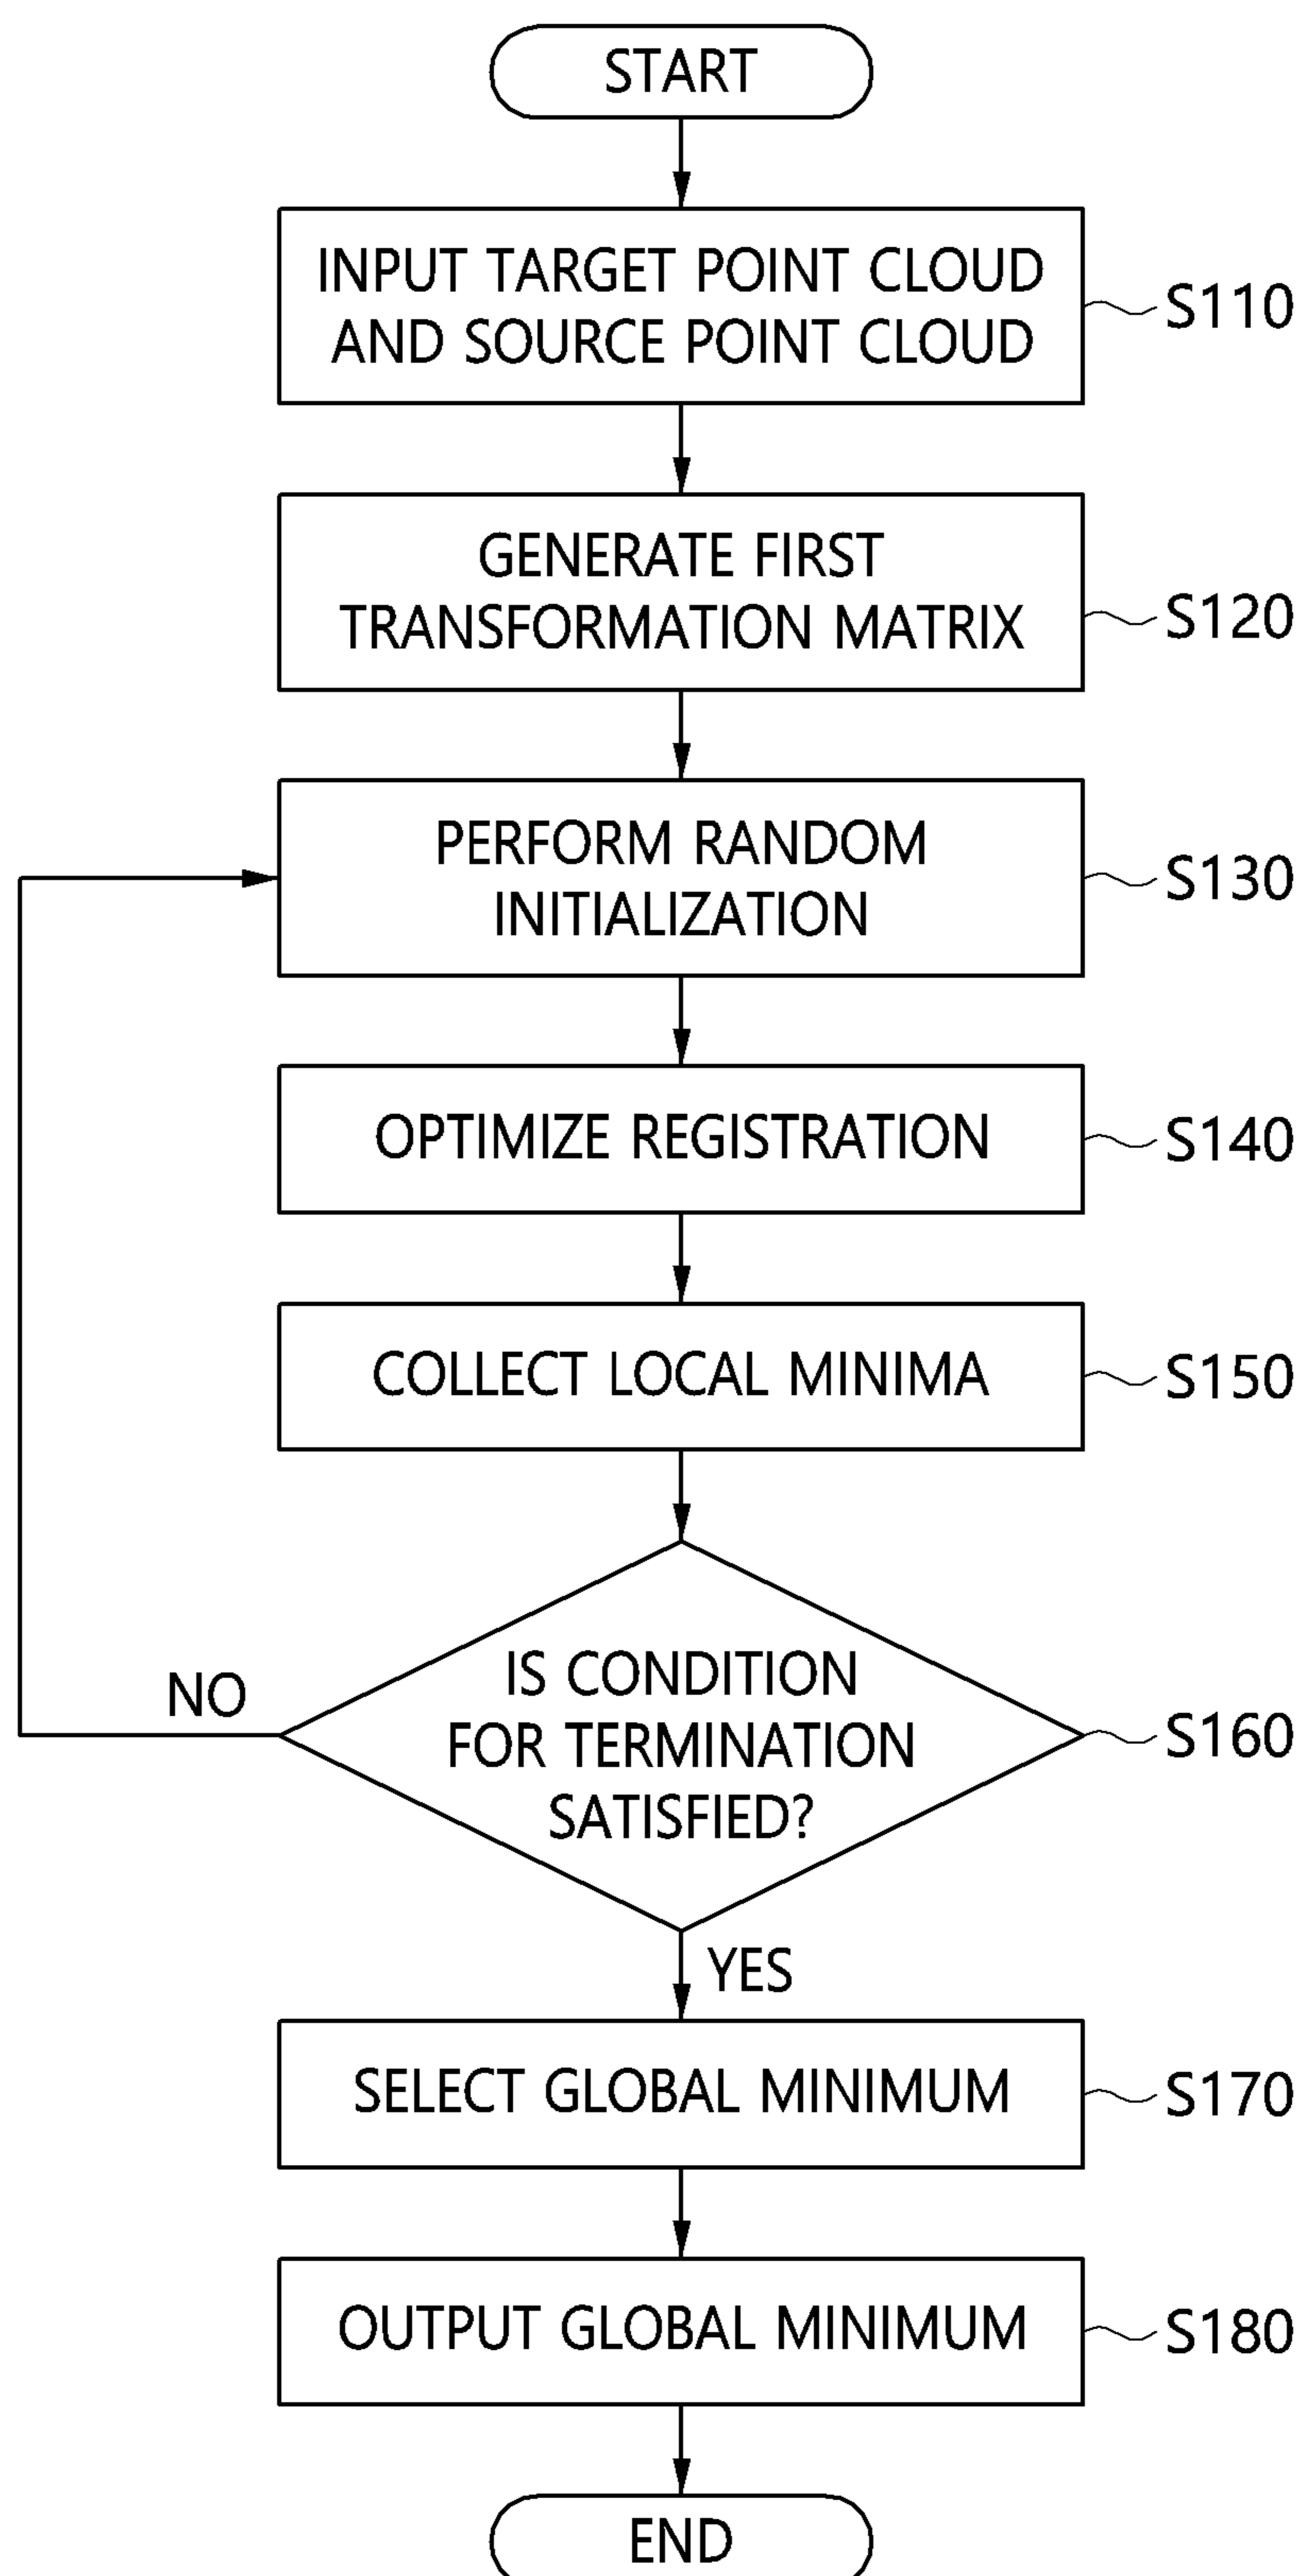 START
INPUT TARGET POINT CLOUD
AND SOURCE POINT CLOUD
S110
GENERATE FIRST
TRANSFORMATION MATRIX
S120
PERFORM RANDOM
INITIALIZATION
S130
OPTIMIZE REGISTRATION
S140
COLLECT LOCAL MINIMA
S150
IS CONDITION
FOR TERMINATION
SATISFIED?
S160
NO
YES
SELECT GLOBAL MINIMUM
S170
OUTPUT GLOBAL MINIMUM
S180
END